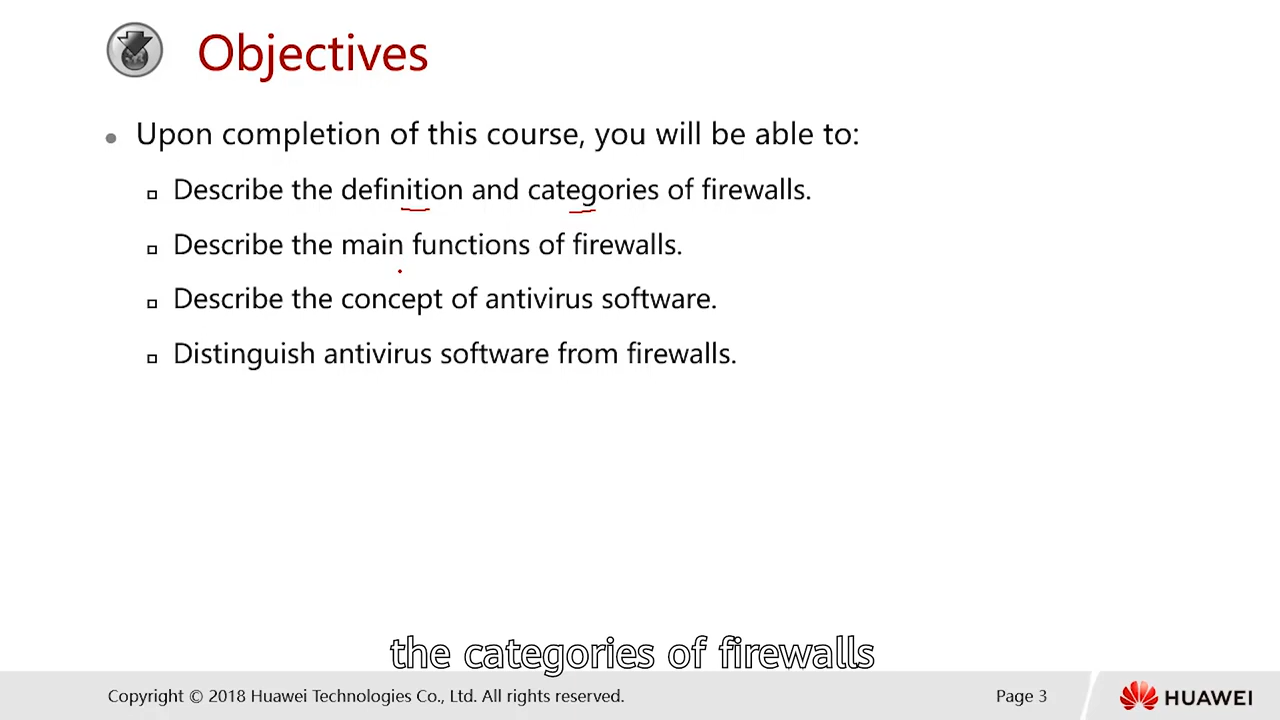 Objectives
Upon completion of this course, you will be able to:
Describe the definition and categories of firewalls.
Describe the main functions of firewalls.
Describe the concept of antivirus software.
Distinguish antivirus software from firewalls.
the categories of firewalls
Copyright © 2018 Huawei Technologies Co., Ltd. All rights reserved.
Page 3
HUAWEI